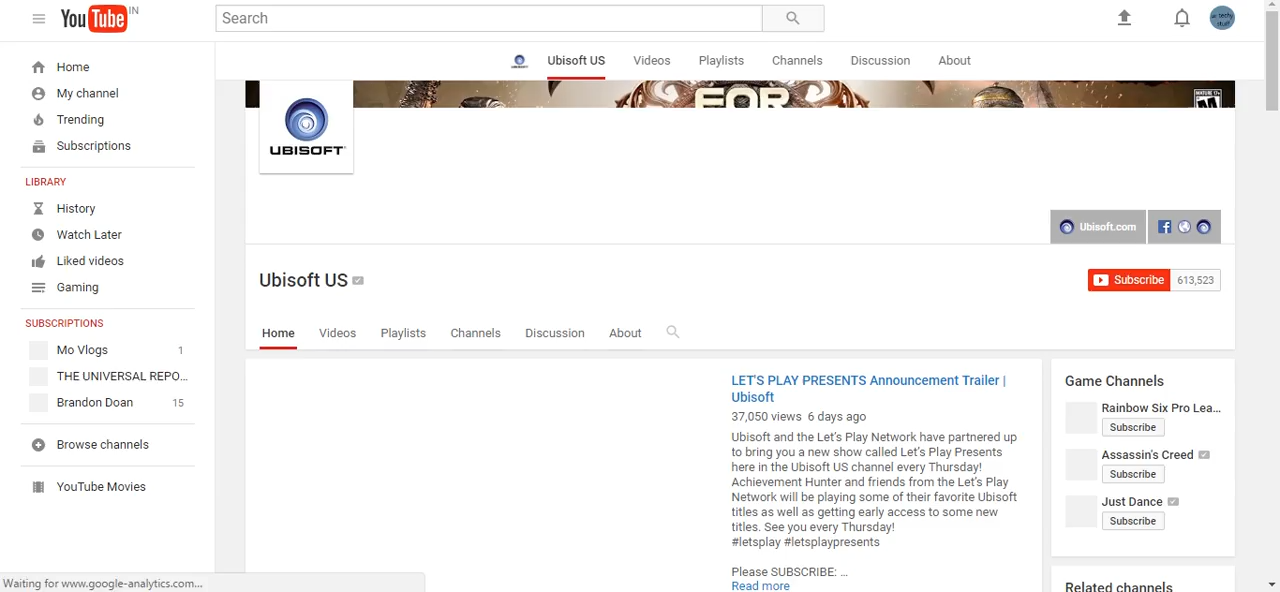 YouTube IN
Search
Home
My channel
Trending
Subscriptions
LIBRARY
History
Watch Later
Liked videos
Gaming
SUBSCRIPTIONS
Mo Vlogs 1
THE UNIVERSAL REPO...
Brandon Doan 15
Browse channels
YouTube Movies
Ubisoft US Videos Playlists Channels Discussion About
FOR
UBISOFT
Ubisoft.com
Ubisoft US
Subscribe 613,523
Home Videos Playlists Channels Discussion About
LET'S PLAY PRESENTS Announcement Trailer |
Ubisoft
37,050 views 6 days ago
Ubisoft and the Let's Play Network have partnered up
to bring you a new show called Let's Play Presents
here in the Ubisoft US channel every Thursday!
Achievement Hunter and friends from the Let's Play
Network will be playing some of their favorite Ubisoft
titles as well as getting early access to some new
titles. See you every Thursday!
#letsplay #letsplaypresents
Please SUBSCRIBE: ...
Read more
Game Channels
Rainbow Six Pro Lea...
Subscribe
Assassin's Creed
Subscribe
Just Dance
Subscribe
Related channels
Waiting for www.google-analytics.com...